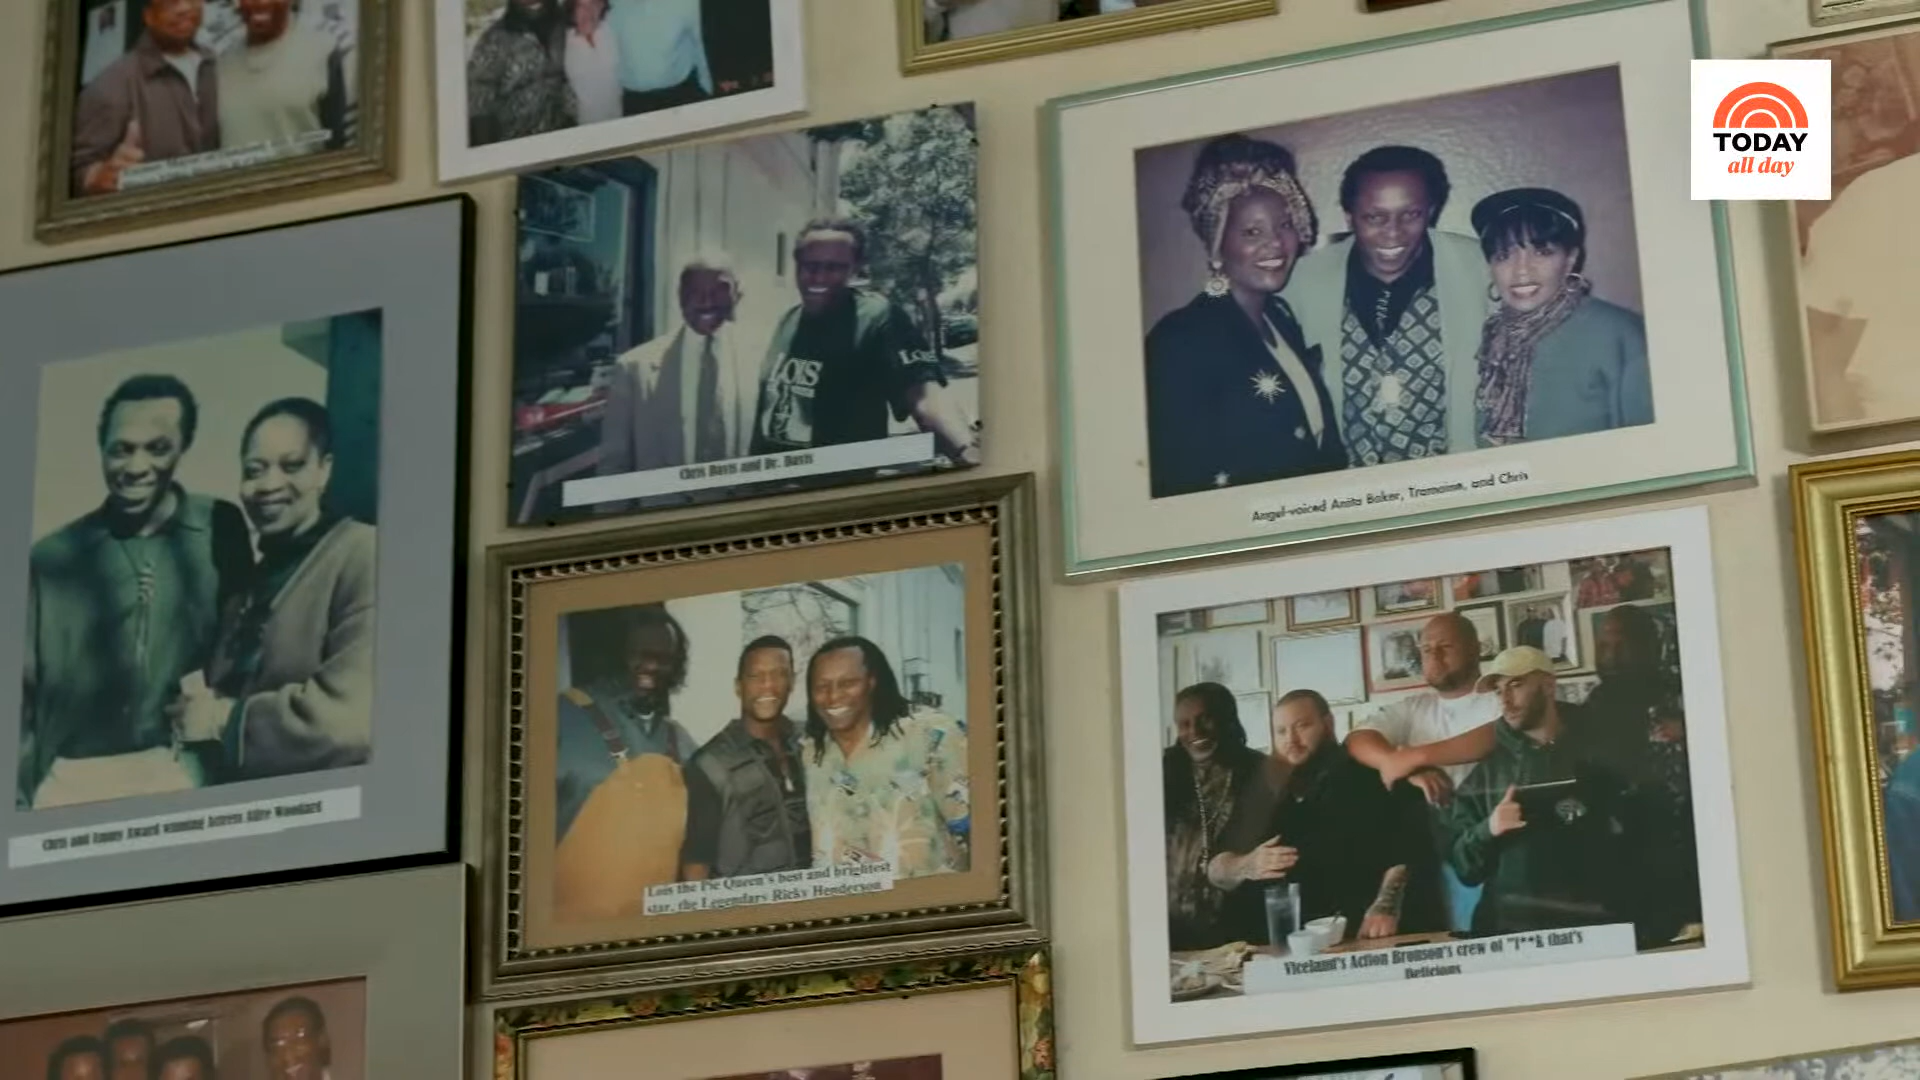 TODAY
all day
LOIS
Chris Davis and Dr. Davis
Angel-voiced Anita Baker, Tramaine, and Chris
Chris and Emmy Award winning Actress Alfre Woodard
Lois the Pie Queen's best and brightest
star, the Legendary Ricky Henderson
Viceland's Action Bronson's crew of "F**k that's
Delicious